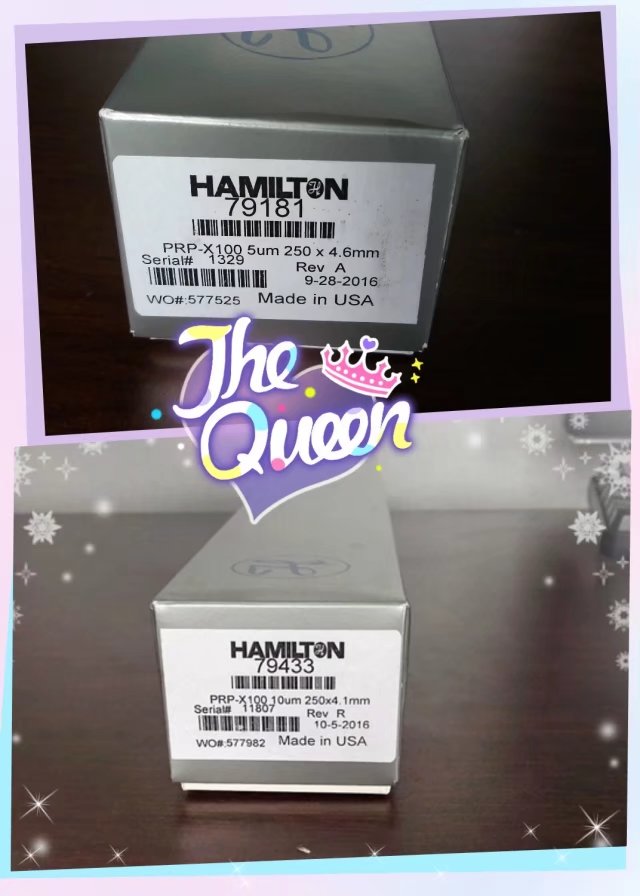 HAMILTON
79181
PRP-X100 5um 250 x 4.6mm
Serial# 1329
Rev A
9-28-2016
WO#:577525 Made in USA
The
Queen
HAMILTON
79433
PRP-X100 10um 250x4.1mm
Serial# 11807
Rev R
10-5-2016
WO#:577982 Made in USA